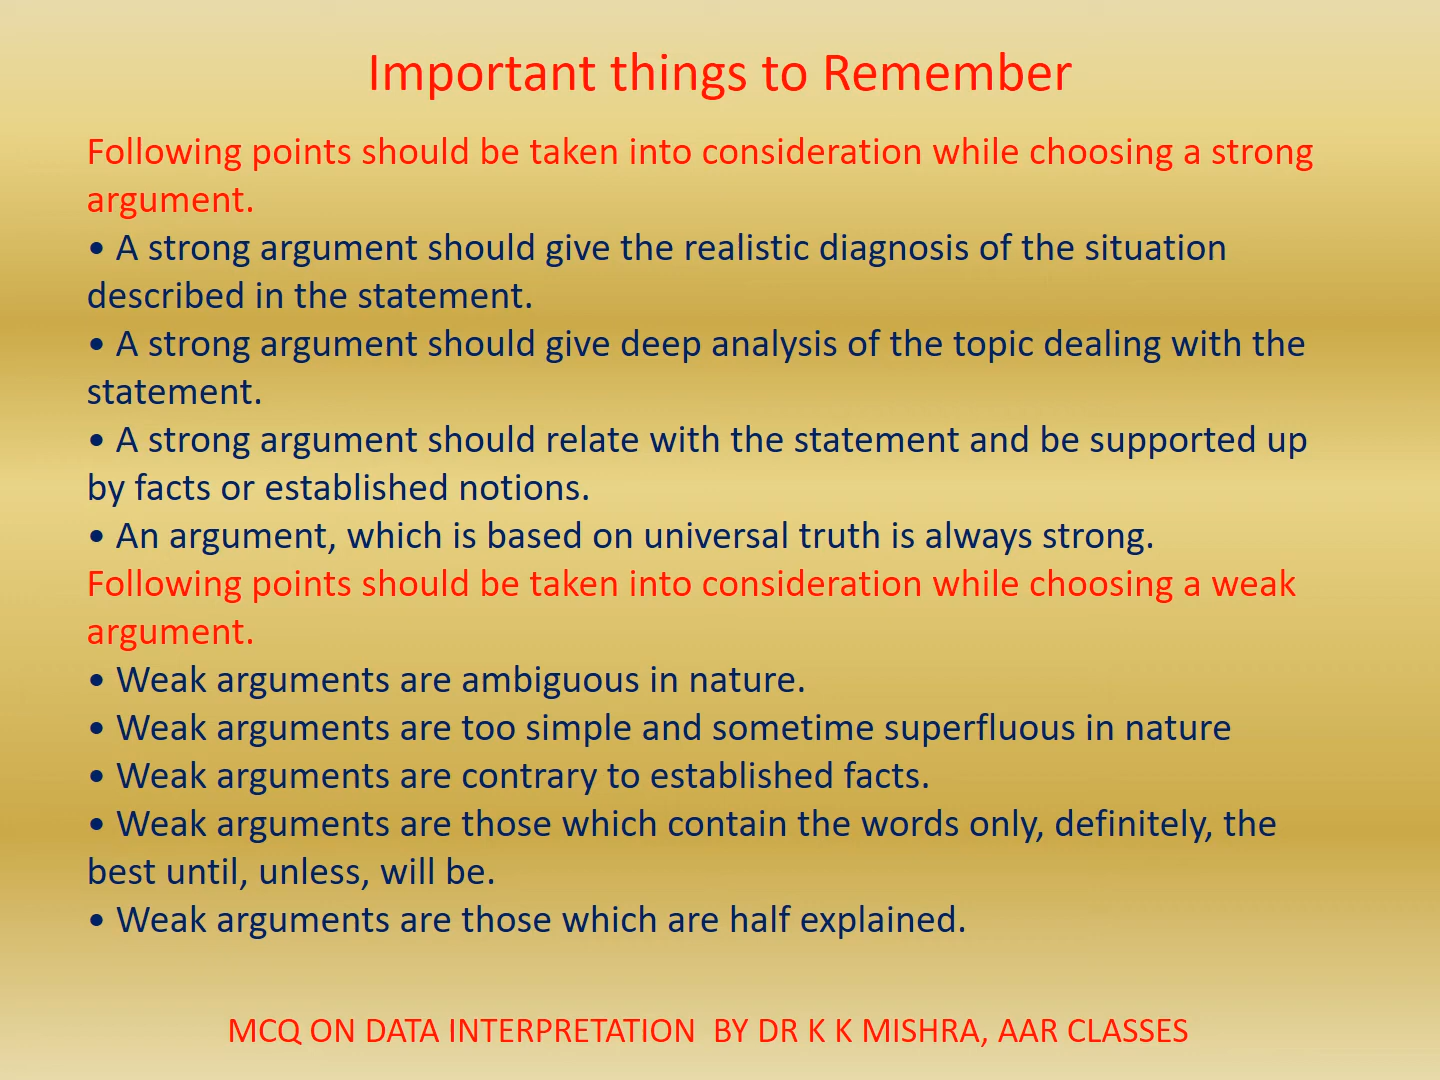 Important things to Remember
Following points should be taken into consideration while choosing a strong
argument.
• A strong argument should give the realistic diagnosis of the situation
described in the statement.
• A strong argument should give deep analysis of the topic dealing with the
statement.
• A strong argument should relate with the statement and be supported up
by facts or established notions.
• An argument, which is based on universal truth is always strong.
Following points should be taken into consideration while choosing a weak
argument.
• Weak arguments are ambiguous in nature.
• Weak arguments are too simple and sometime superfluous in nature
• Weak arguments are contrary to established facts.
• Weak arguments are those which contain the words only, definitely, the
best until, unless, will be.
• Weak arguments are those which are half explained.
MCQ ON DATA INTERPRETATION  BY DR K K MISHRA, AAR CLASSES